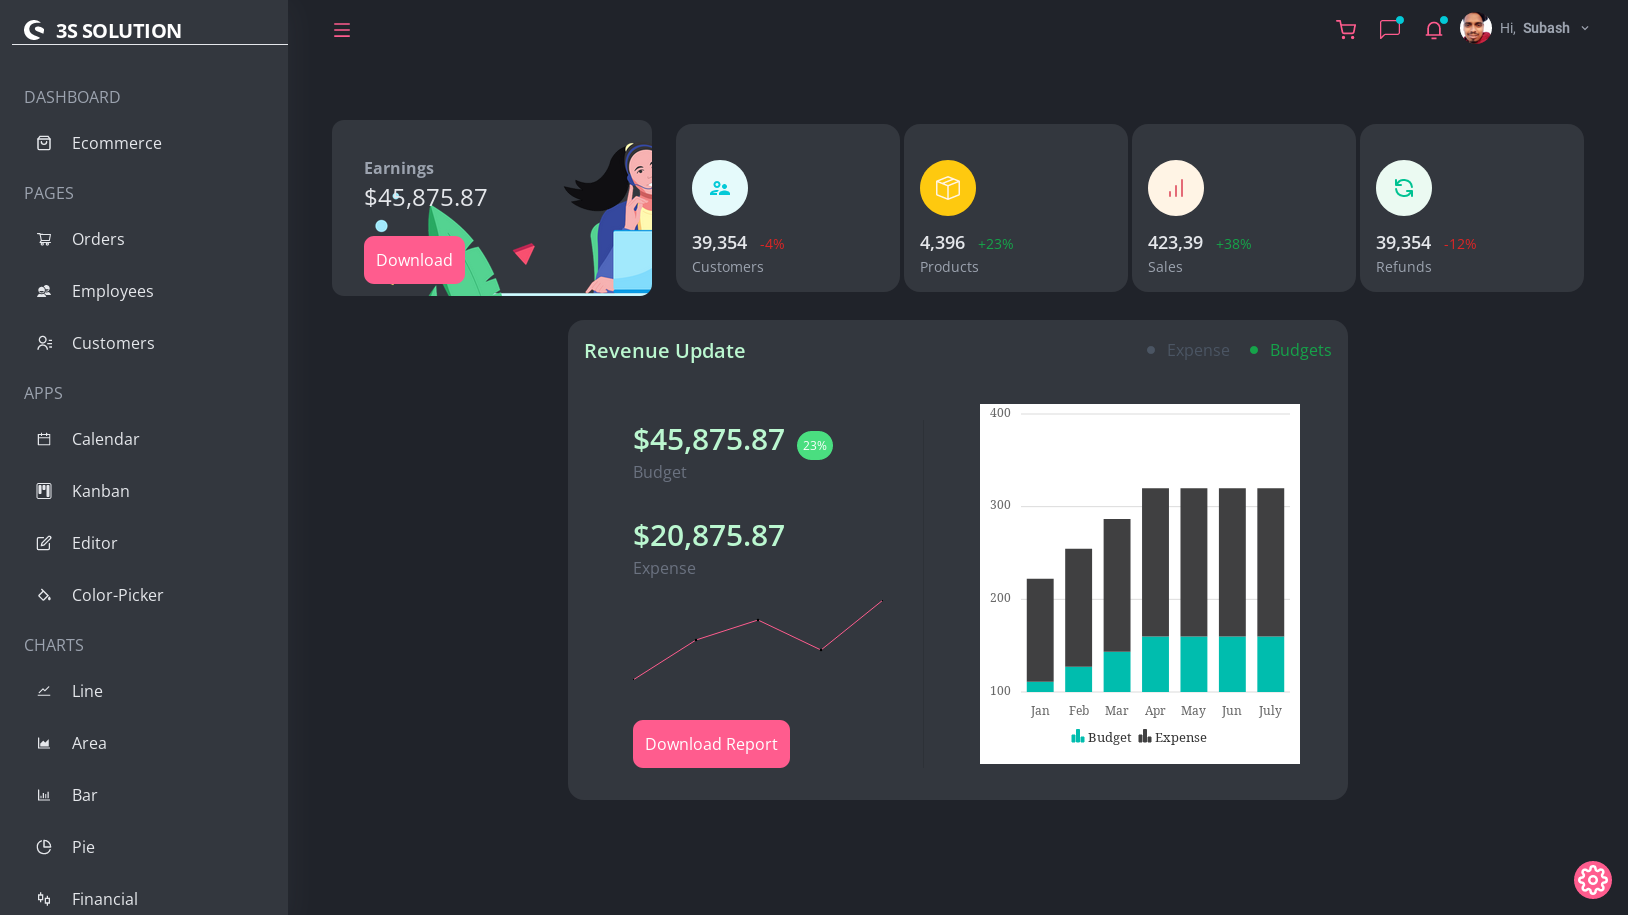 3S SOLUTION
DASHBOARD
Ecommerce
PAGES
Orders
Employees
Customers
APPS
Calendar
Kanban
Editor
Color-Picker
CHARTS
Line
Area
Bar
Pie
Financial
Hi, Subash
Earnings
$45,875.87
Download
39,354 -4%
Customers
4,396 +23%
Products
423,39 +38%
Sales
39,354 -12%
Refunds
Revenue Update
Expense Budgets
$45,875.87 23%
Budget
$20,875.87
Expense
Download Report
400
300
200
100
Jan Feb Mar Apr May Jun July
Budget Expense